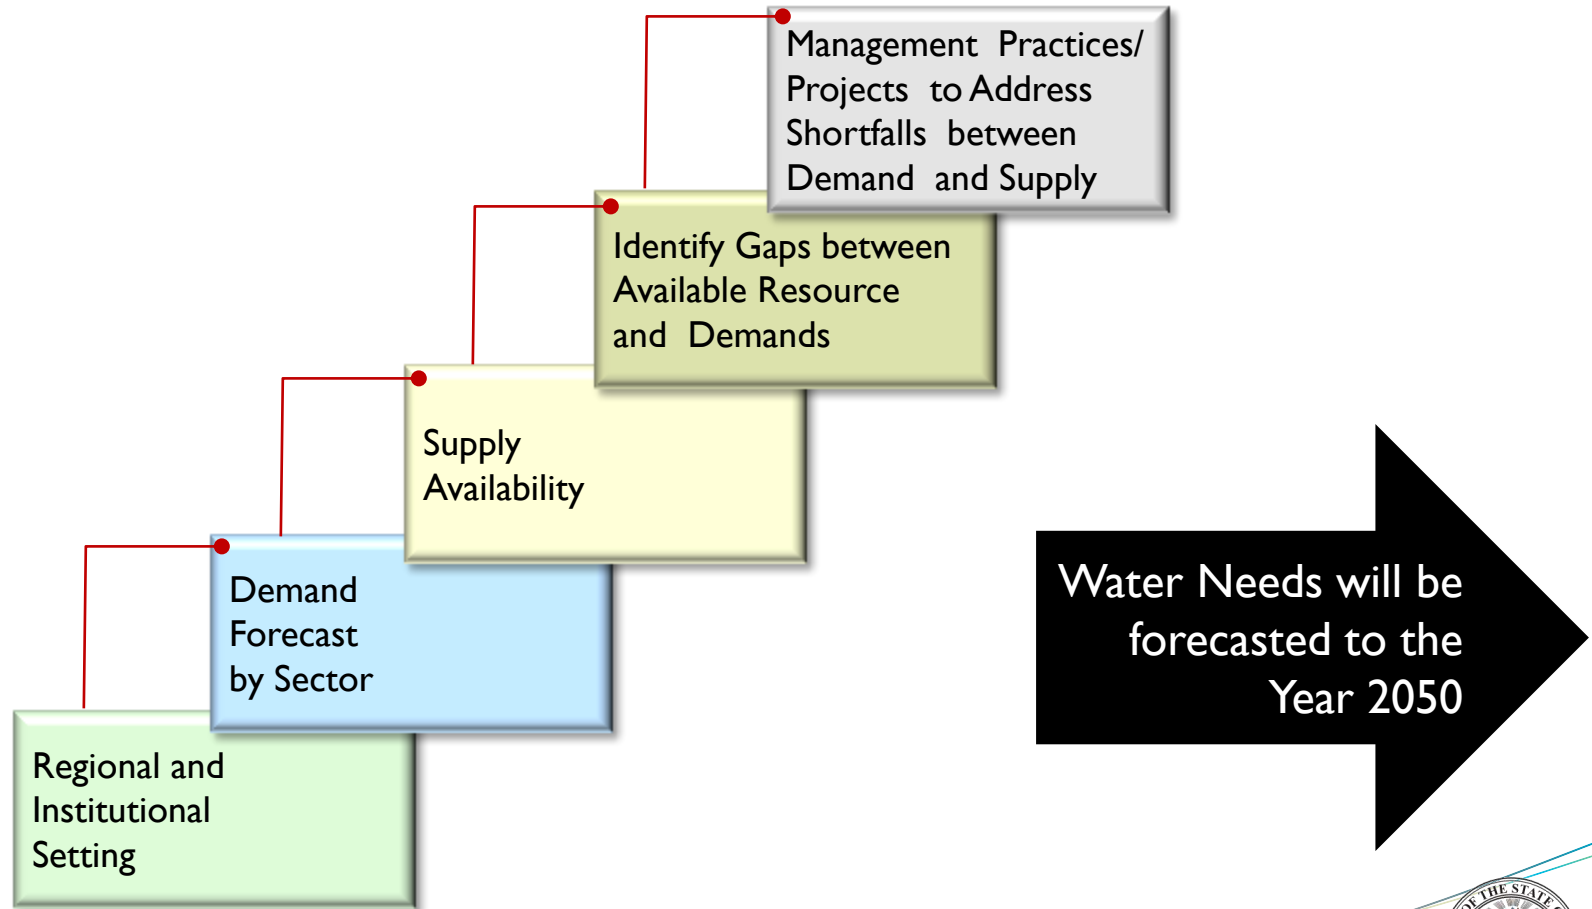 Management Practices/
Projects to Address
Shortfalls between
Demand and Supply
Identify Gaps between
Available Resource
and Demands
Supply
Availability
Demand
Forecast
by Sector
Regional and
Institutional
Setting
Water Needs will be
forecasted to the
Year 2050
OF THE STATE